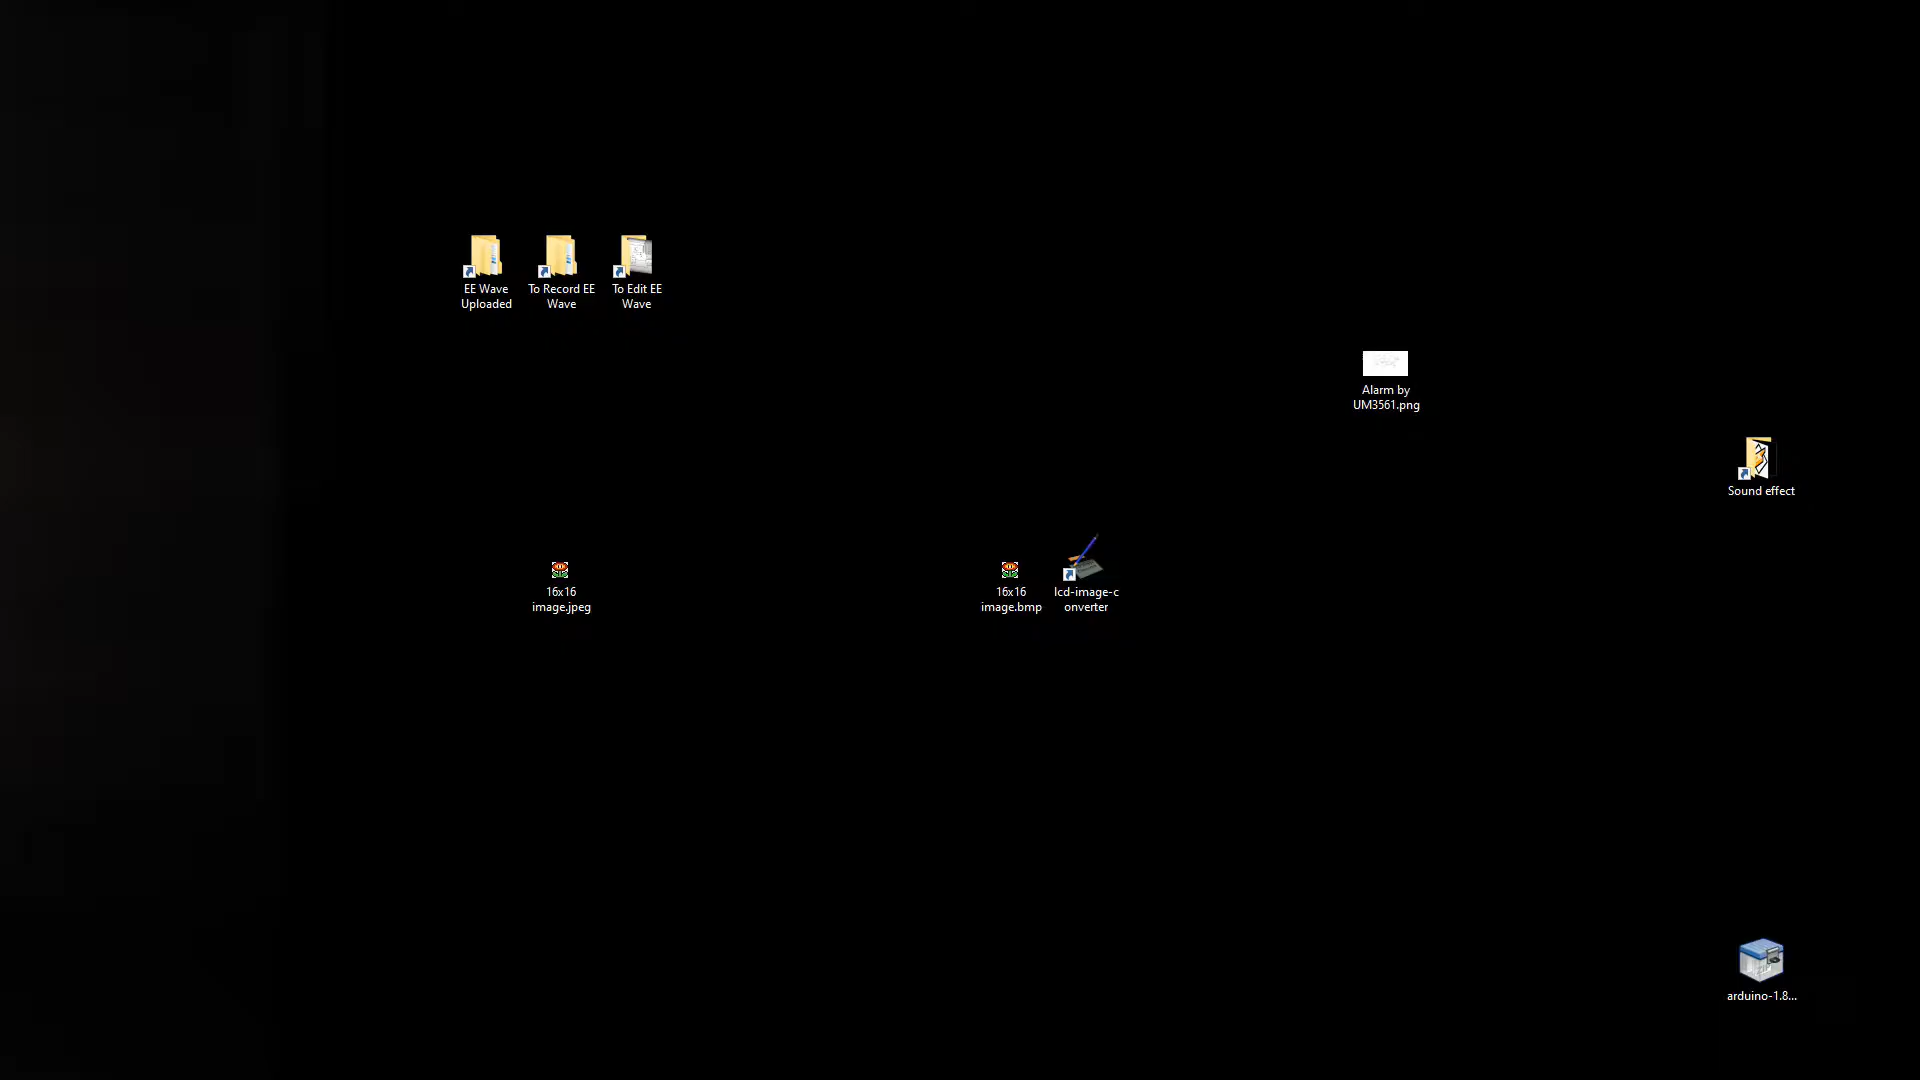 EE Wave
Uploaded
To Record EE
Wave
To Edit EE
Wave
Alarm by
UM3561.png
Sound effect
16x16
image.jpeg
16x16
image.bmp
lcd-image-c
onverter
arduino-1.8...